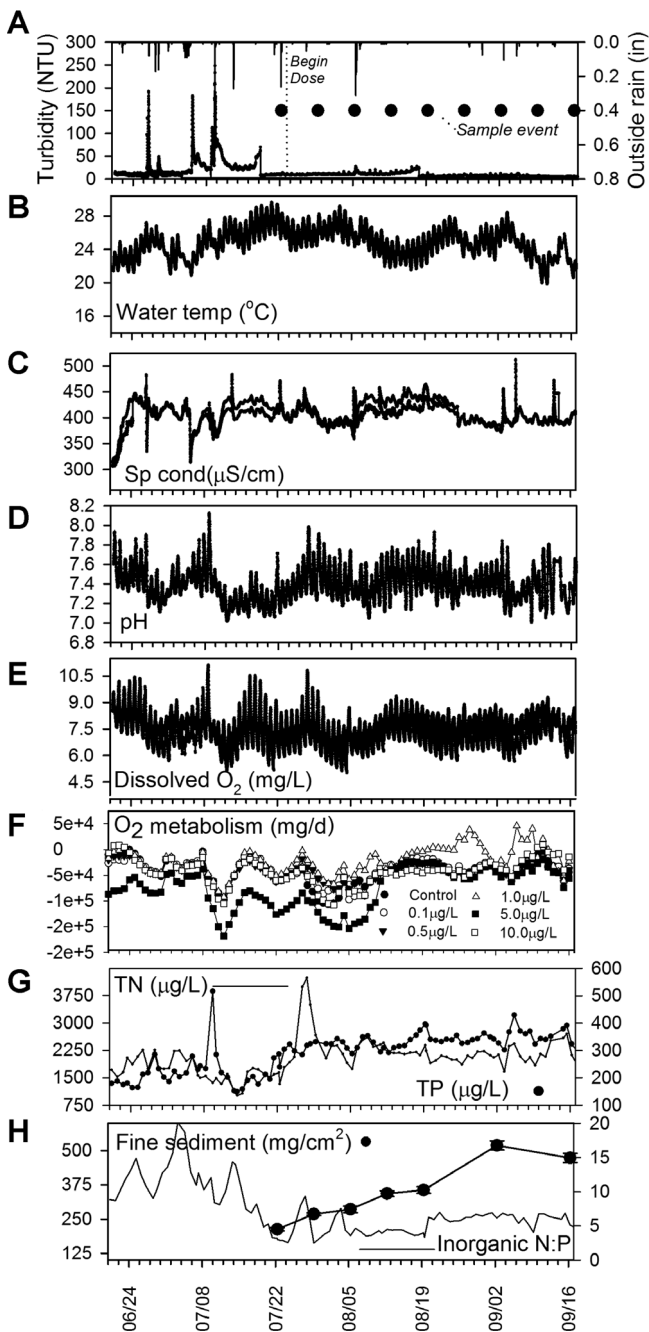 A
Turbidity (NTU)
300
250
200
150
100
50
0
Begin
Dose
Sample event
0.0
0.2
0.4
0.6
0.8
Outside rain (in)
B
28
24
20
16
Water temp (°C)
C
500
450
400
350
300
Sp cond(μS/cm)
D
8.2
8.0
7.8
7.6
7.4
7.2
7.0
6.8
pH
E
10.5
9.0
7.5
6.0
4.5
Dissolved O2 (mg/L)
F
5e+4
0
-5e+4
-1e+5
-2e+5
-2e+5
O2 metabolism (mg/d)
Control
0.1μg/L
0.5μg/L
1.0μg/L
5.0μg/L
10.0μg/L
G
3750
3000
2250
1500
750
TN (μg/L)
TP (μg/L)
600
500
400
300
200
100
H
500
375
250
125
Fine sediment (mg/cm2)
Inorganic N:P
20
15
10
5
0
06/24
07/08
07/22
08/05
08/19
09/02
09/16